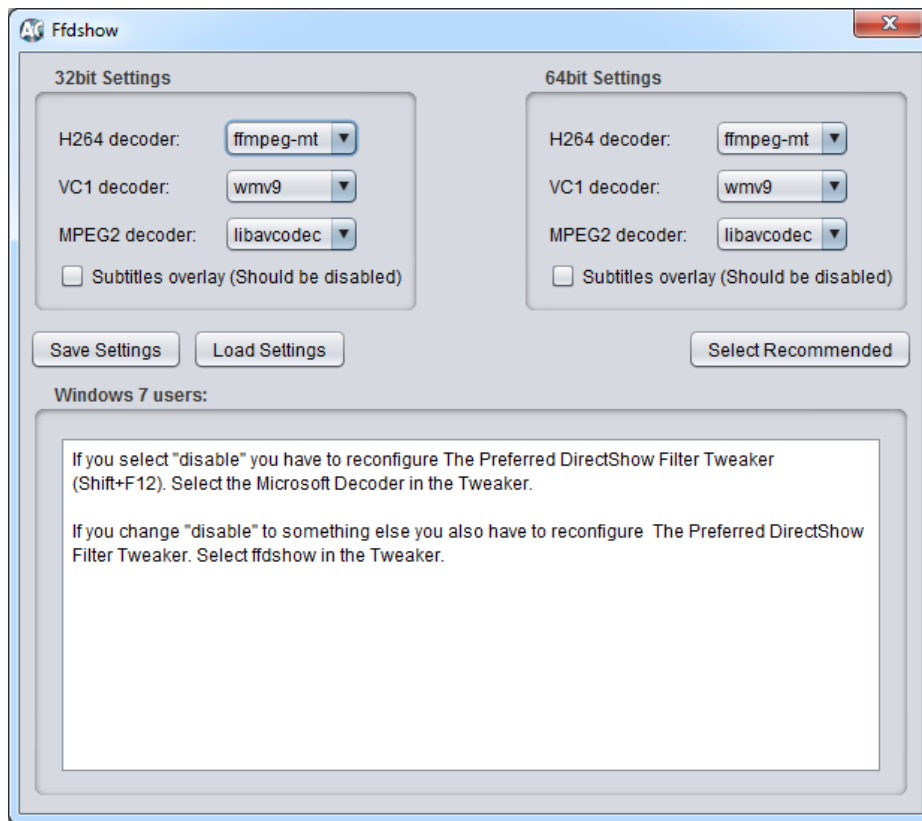 Ffdshow
32bit Settings
H264 decoder: ffmpeg-mt
VC1 decoder: wmv9
MPEG2 decoder: libavcodec
Subtitles overlay (Should be disabled)
64bit Settings
H264 decoder: ffmpeg-mt
VC1 decoder: wmv9
MPEG2 decoder: libavcodec
Subtitles overlay (Should be disabled)
Save Settings Load Settings Select Recommended
Windows 7 users:
If you select "disable" you have to reconfigure The Preferred DirectShow Filter Tweaker
(Shift+F12). Select the Microsoft Decoder in the Tweaker.
If you change "disable" to something else you also have to reconfigure  The Preferred DirectShow
Filter Tweaker. Select ffdshow in the Tweaker.